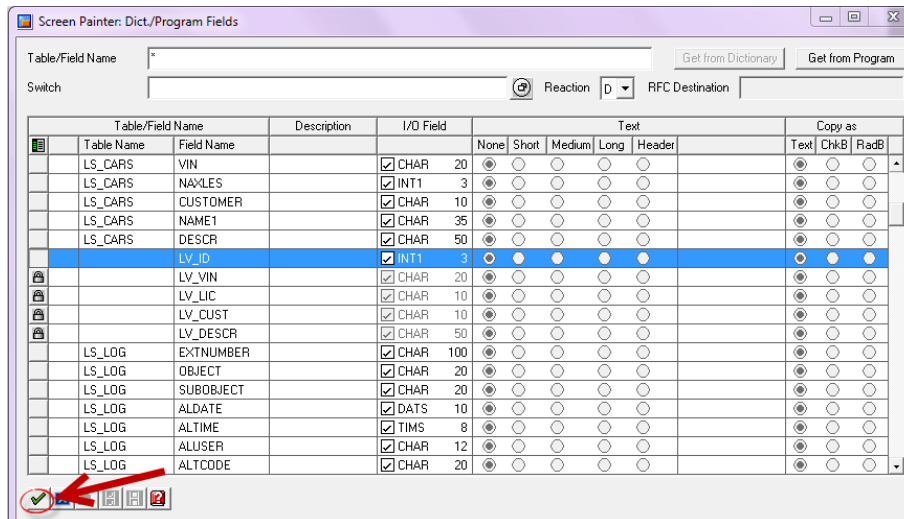 Screen Painter: Dict./Program Fields
Table/Field Name * Get from Dictionary Get from Program
Switch Reaction D RFC Destination
Table/Field Name Description I/O Field Text Copy as
Table Name Field Name None Short Medium Long Header Text ChkB RadB
LS_CARS VIN CHAR 20
LS_CARS NAXLES INT1 3
LS_CARS CUSTOMER CHAR 10
LS_CARS NAME1 CHAR 35
LS_CARS DESCR CHAR 50
LV_ID INT1 3
LV_VIN CHAR 20
LV_LIC CHAR 10
LV_CUST CHAR 10
LV_DESCR CHAR 50
LS_LOG EXTNUMBER CHAR 100
LS_LOG OBJECT CHAR 20
LS_LOG SUBOBJECT CHAR 20
LS_LOG ALDATE DATS 10
LS_LOG ALTIME TIMS 8
LS_LOG ALUSER CHAR 12
LS_LOG ALTCODE CHAR 20